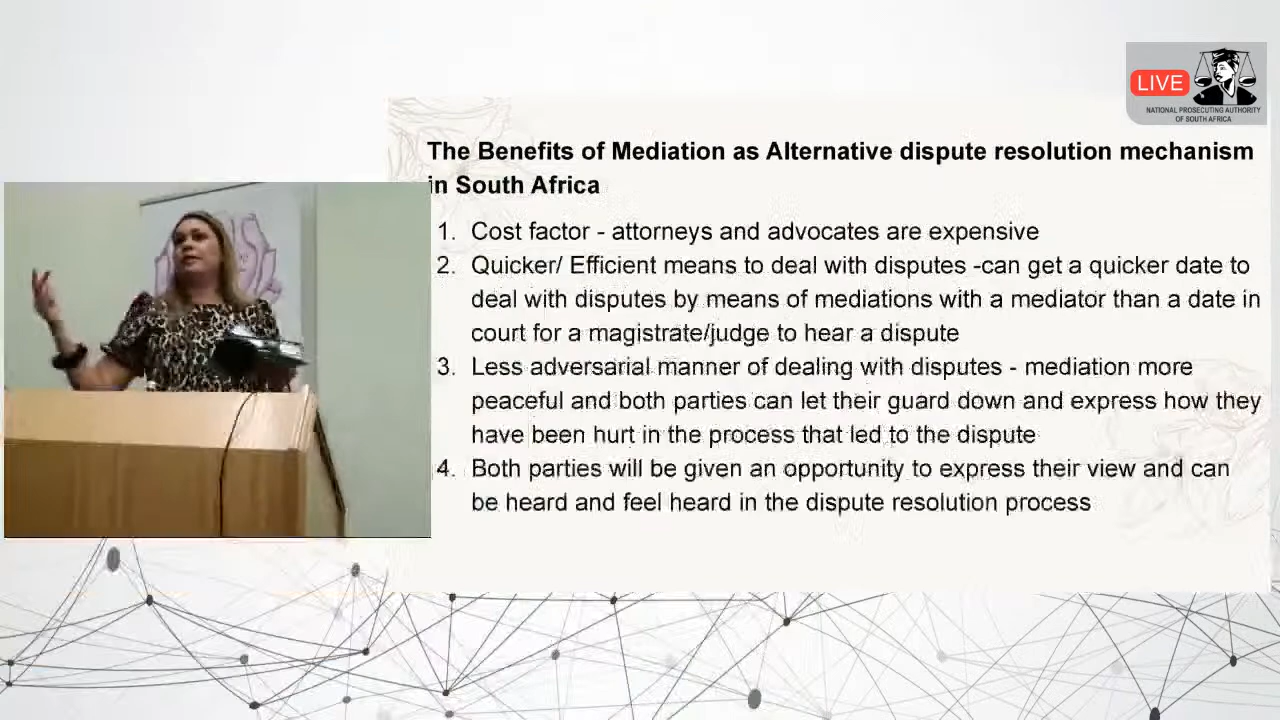 LIVE
NATIONAL PROSECUTING AUTHORITY
OF SOUTH AFRICA
The Benefits of Mediation as Alternative dispute resolution mechanism
in South Africa
1. Cost factor - attorneys and advocates are expensive
2. Quicker/ Efficient means to deal with disputes -can get a quicker date to
deal with disputes by means of mediations with a mediator than a date in
court for a magistrate/judge to hear a dispute
3. Less adversarial manner of dealing with disputes - mediation more
peaceful and both parties can let their guard down and express how they
have been hurt in the process that led to the dispute
4. Both parties will be given an opportunity to express their view and can
be heard and feel heard in the dispute resolution process